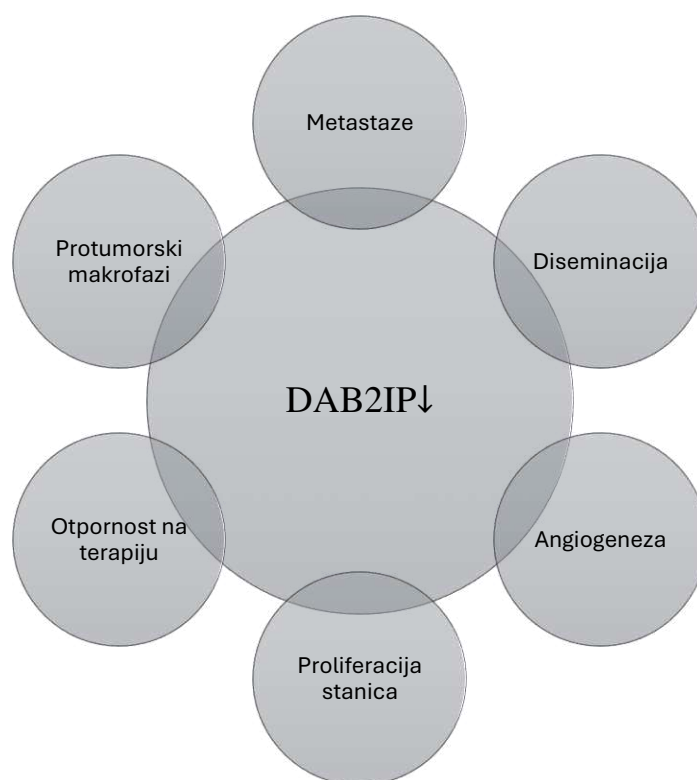 Metastaze
Diseminacija
Angiogeneza
Proliferacija
stanica
Otpornost na
terapiju
Protumorski
makrofazi
DAB2IP↓